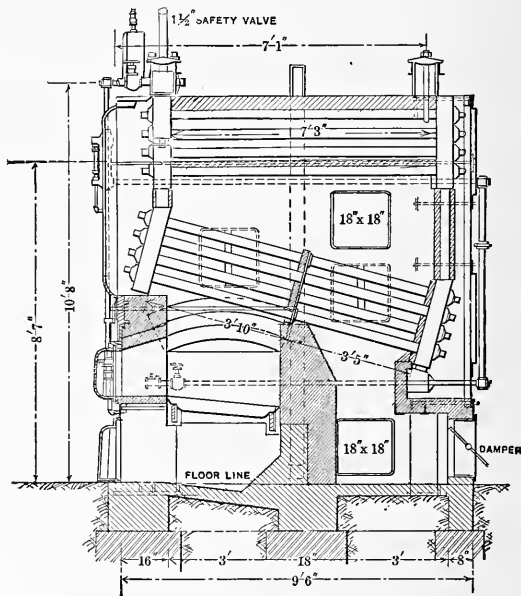 1½" SAFETY VALVE
7'1"
7'3"
18"x 18"
10'8"
8'7"
3'10"
3'5"
18"x 18"
DAMPER
FLOOR LINE
16" 3' 18" 3' 8"
9'6"